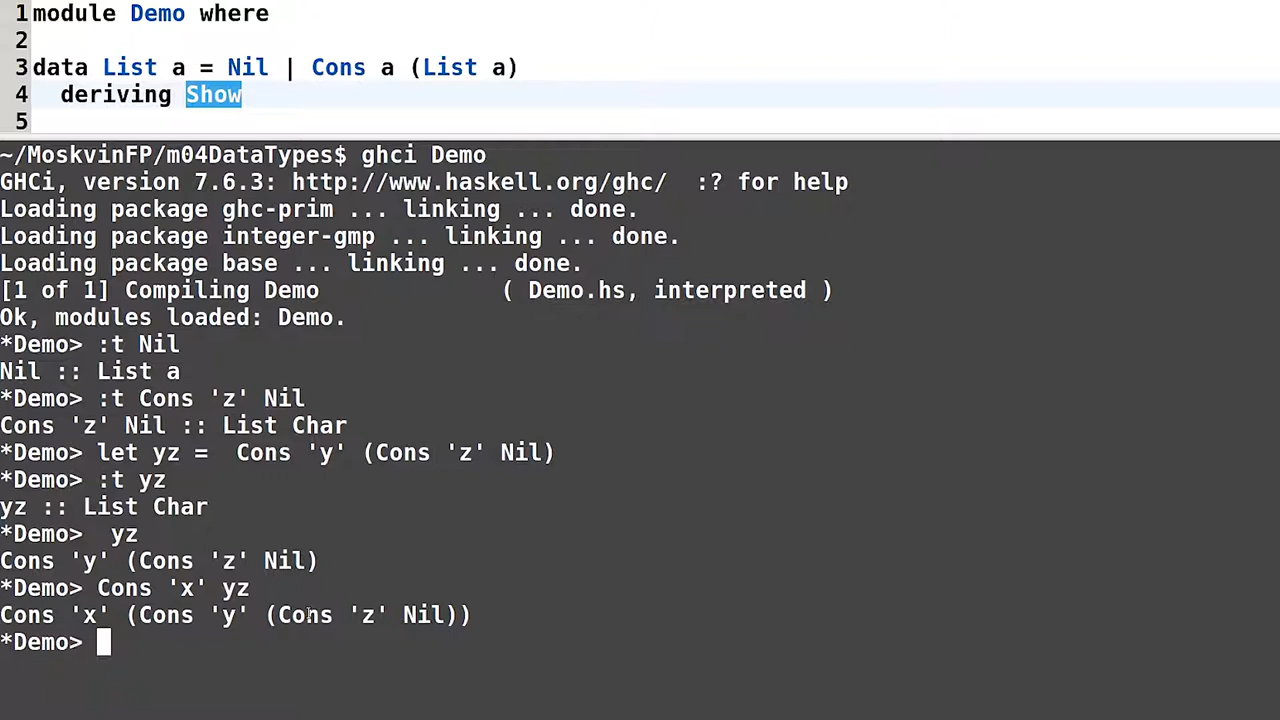 1 module Demo where
2
3 data List a = Nil | Cons a (List a)
4   deriving Show
5
~/MoskvinFP/m04DataTypes$ ghci Demo
GHCi, version 7.6.3: http://www.haskell.org/ghc/  :? for help
Loading package ghc-prim ... linking ... done.
Loading package integer-gmp ... linking ... done.
Loading package base ... linking ... done.
[1 of 1] Compiling Demo             ( Demo.hs, interpreted )
Ok, modules loaded: Demo.
*Demo> :t Nil
Nil :: List a
*Demo> :t Cons 'z' Nil
Cons 'z' Nil :: List Char
*Demo> let yz =  Cons 'y' (Cons 'z' Nil)
*Demo> :t yz
yz :: List Char
*Demo>  yz
Cons 'y' (Cons 'z' Nil)
*Demo> Cons 'x' yz
Cons 'x' (Cons 'y' (Cons 'z' Nil))
*Demo>